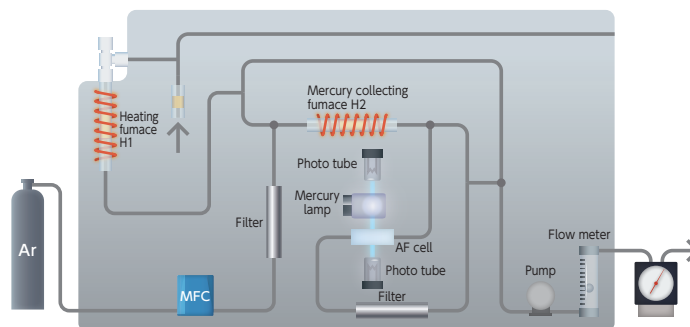 Heating
fumace
H1
Mercury collecting
fumace H2
Photo tube
Mercury
lamp
Filter
AF cell
Photo tube
Flow meter
Ar
MFC
Filter
Pump